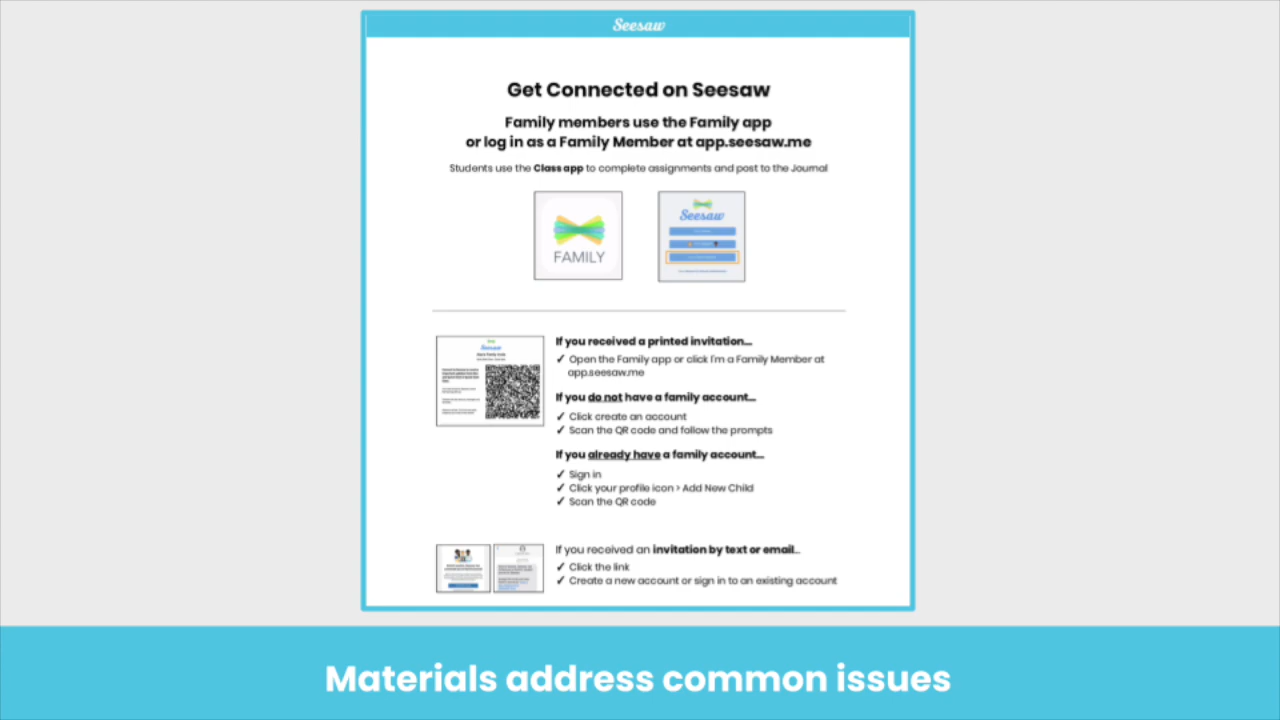 Seesaw
Get Connected on Seesaw
Family members use the Family app
or log in as a Family Member at app.seesaw.me
Students use the Class app to complete assignments and post to the Journal
FAMILY
Seesaw
If you received a printed invitation...
✓ Open the Family app or click I'm a Family Member at
app.seesaw.me
If you do not have a family account...
✓ Click create an account
✓ Scan the QR code and follow the prompts
If you already have a family account...
✓ Sign in
✓ Click your profile icon > Add New Child
✓ Scan the QR code
If you received an invitation by text or email...
✓ Click the link
✓ Create a new account or sign in to an existing account
Materials address common issues